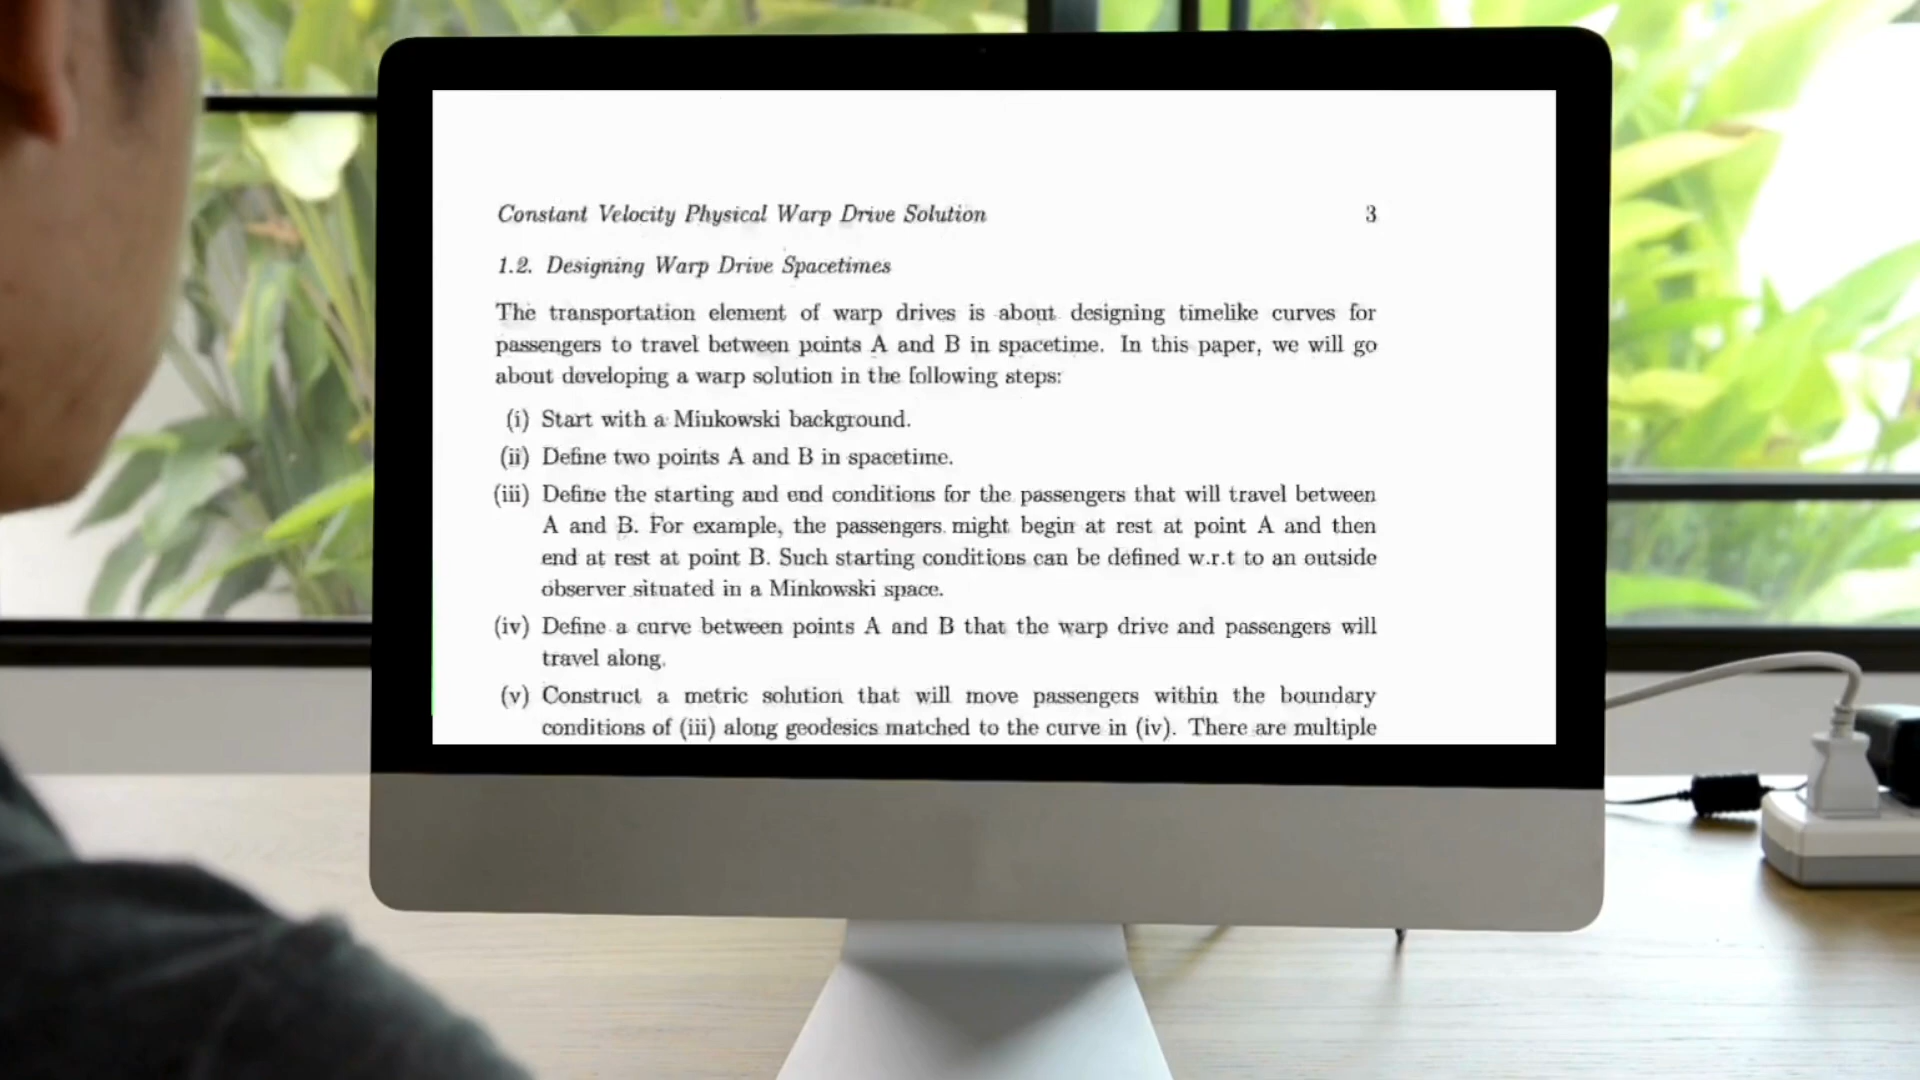 Constant Velocity Physical Warp Drive Solution 3
1.2. Designing Warp Drive Spacetimes
The transportation element of warp drives is about designing timelike curves for
passengers to travel between points A and B in spacetime. In this paper, we will go
about developing a warp solution in the following steps:
(i) Start with a Minkowski background.
(ii) Define two points A and B in spacetime.
(iii) Define the starting and end conditions for the passengers that will travel between
A and B. For example, the passengers might begin at rest at point A and then
end at rest at point B. Such starting conditions can be defined w.r.t to an outside
observer situated in a Minkowski space.
(iv) Define a curve between points A and B that the warp drive and passengers will
travel along.
(v) Construct a metric solution that will move passengers within the boundary
conditions of (iii) along geodesics matched to the curve in (iv). There are multiple